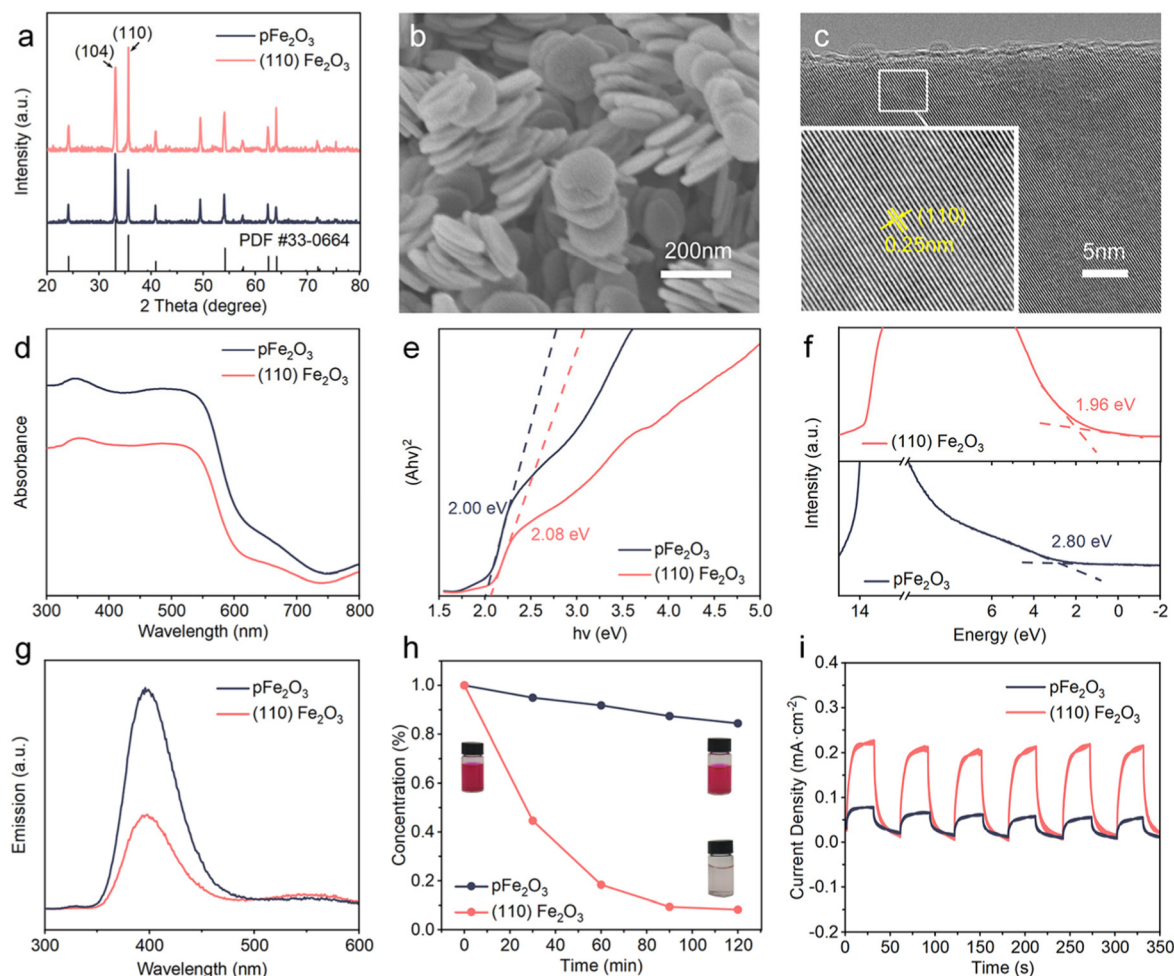 a
(110)
(104)
pFe₂O₃
(110) Fe₂O₃
PDF #33-0664
Intensity (a.u.)
20 30 40 50 60 70 80
2 Theta (degree)
b
200nm
c
(110)
0.25nm
5nm
d
pFe₂O₃
(110) Fe₂O₃
Absorbance
300 400 500 600 700 800
Wavelength (nm)
e
(Ahv)²
2.00 eV
2.08 eV
pFe₂O₃
(110) Fe₂O₃
1.5 2.0 2.5 3.0 3.5 4.0 4.5 5.0
hv (eV)
f
1.96 eV
(110) Fe₂O₃
Intensity (a.u.)
2.80 eV
pFe₂O₃
14 6 4 2 0 -2
Energy (eV)
g
pFe₂O₃
(110) Fe₂O₃
Emission (a.u.)
300 400 500 600
Wavelength (nm)
h
1.0
0.8
0.6
0.4
0.2
0.0
Concentration (%)
pFe₂O₃
(110) Fe₂O₃
0 20 40 60 80 100 120
Time (min)
i
0.4
0.3
0.2
0.1
0.0
-0.1
-0.2
Current Density (mA·cm⁻²)
pFe₂O₃
(110) Fe₂O₃
0 50 100 150 200 250 300 350
Time (s)